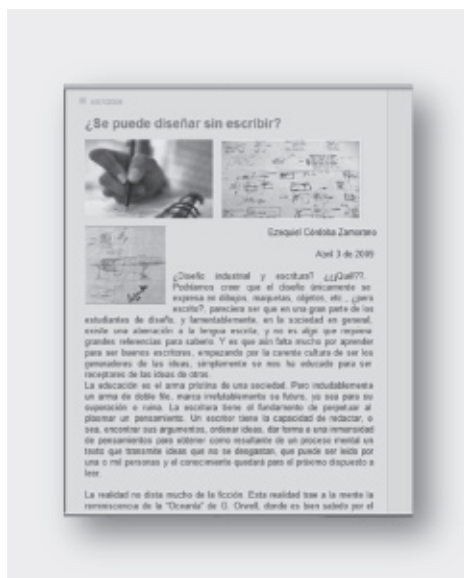 ¿Se puede diseñar sin escribir?
Ezequiel Córdoba Zamorano
Abril 3 de 2009
¿Diseño industrial y escritura? ¿¿¿Qué??.
Podríamos creer que el diseño únicamente se
expresa en dibujos, maquetas, objetos, etc., ¿pero
escrito?, pareciera ser que en una gran parte de los
estudiantes de diseño, y lamentablemente, en la sociedad en general,
existe una aberración a la lengua escrita, y no es algo que requiera
grandes referencias para saberlo. Y es que aún falta mucho por aprender
para ser buenos escritores, empezando por la carente cultura de ser los
generadores de las ideas, simplemente se nos ha educado para ser
receptores de las ideas de otros.
La educación es el arma prístina de una sociedad. Pero indudablemente
un arma de doble filo, marca irrefutablemente su futuro, ya sea para su
superación o ruina. La escritura tiene el fundamento de perpetuar al
plasmar un pensamiento. Un escritor tiene la capacidad de redactar, o
sea, encontrar sus argumentos, ordenar ideas, dar forma a una inmensidad
de pensamientos para obtener como resultante de un proceso mental un
texto que transmite ideas que no se desgastan, que puede ser leído por
una o mil personas y el conocimiento quedará para el próximo dispuesto a
leer.
La realidad no dista mucho de la ficción. Esta realidad trae a la mente la
reminiscencia de la "Oceanía" de G. Orwell, donde es bien sabido por el